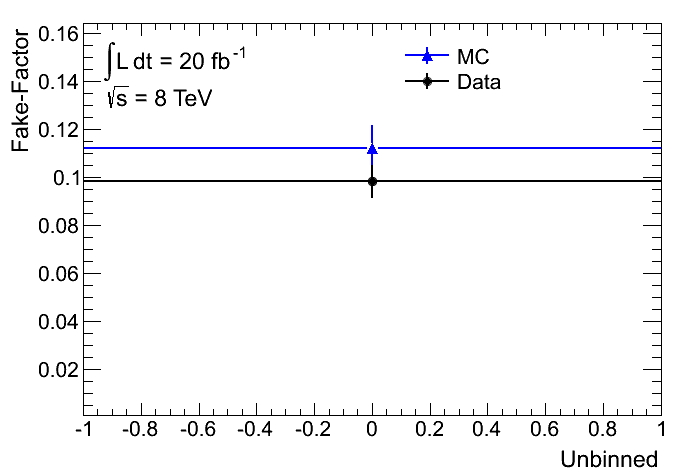 ∫L dt = 20 fb⁻¹
√s = 8 TeV
MC
Data
Fake-Factor
0.16
0.14
0.12
0.1
0.08
0.06
0.04
0.02
-1 -0.8 -0.6 -0.4 -0.2 0 0.2 0.4 0.6 0.8 1
Unbinned